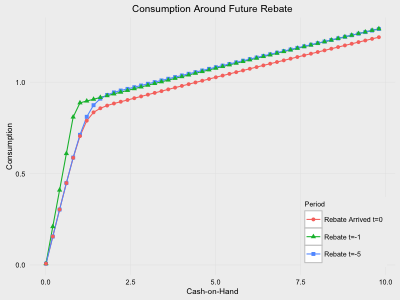 Consumption Around Future Rebate
Consumption
1.0
0.5
0.0
0.0
2.5
5.0
7.5
10.0
Cash-on-Hand
Period
Rebate Arrived t=0
Rebate t=-1
Rebate t=-5